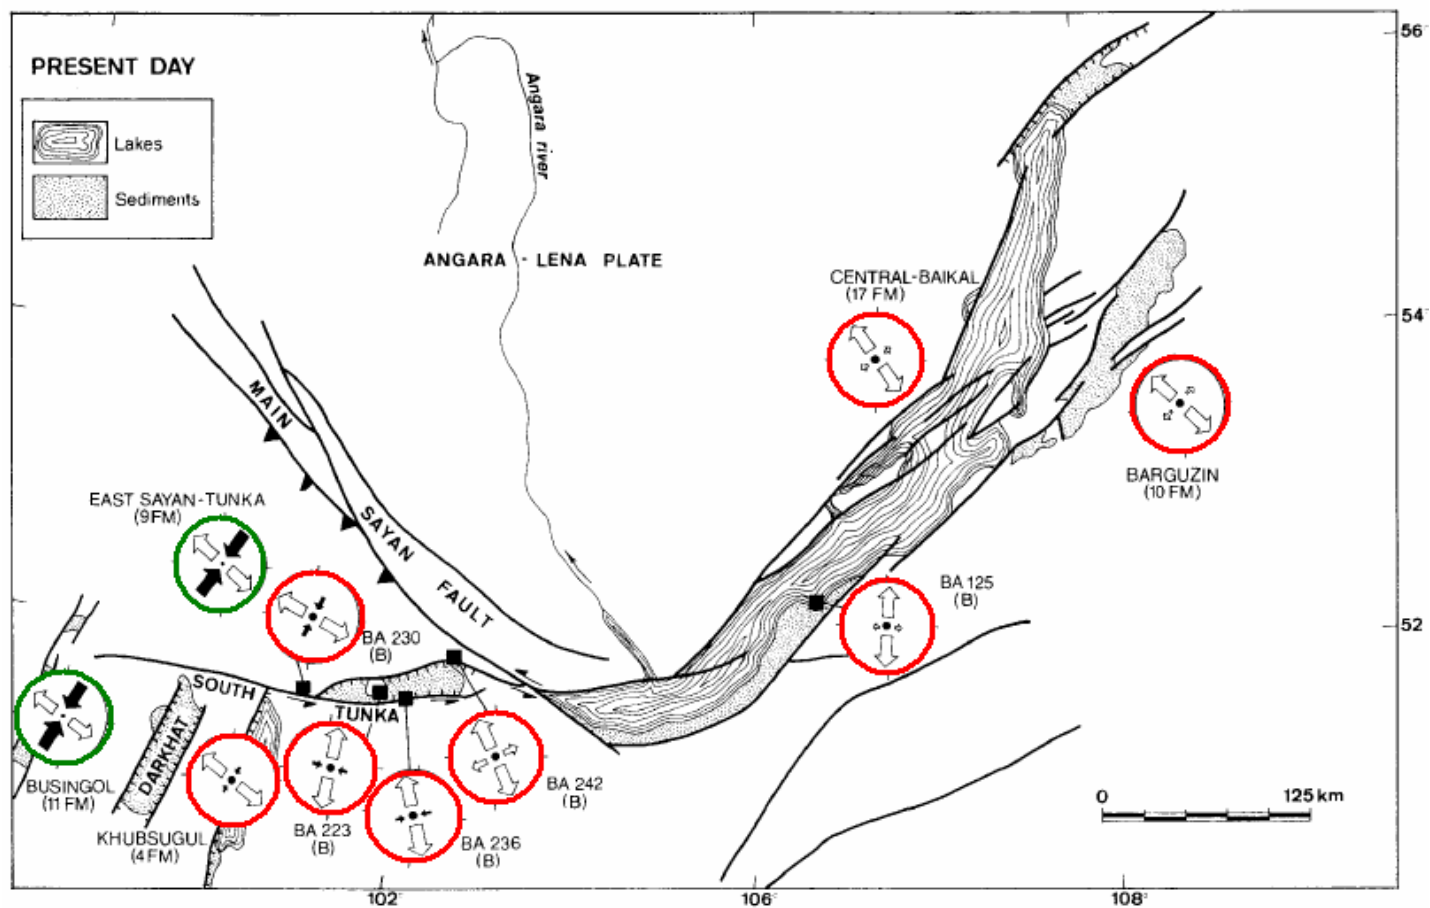 PRESENT DAY
Lakes
Sediments
56
Angara river
ANGARA - LENA PLATE
CENTRAL-BAIKAL
(17 FM)
54
MAIN
SAYAN
FAULT
BARGUZIN
(10 FM)
EAST SAYAN-TUNKA
(9FM)
BA 125
(B)
BA 230
(B)
52
SOUTH
TUNKA
DARKHAT
BUSINGOL
(11 FM)
KHUBSUGUL
(4FM)
BA 223
(B)
BA 236
(B)
BA 242
(B)
0 125 km
102°
106°
108°